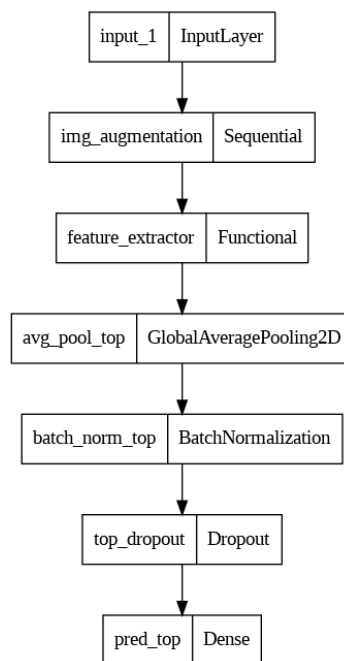 input_1 InputLayer
img_augmentation Sequential
feature_extractor Functional
avg_pool_top GlobalAveragePooling2D
batch_norm_top BatchNormalization
top_dropout Dropout
pred_top Dense